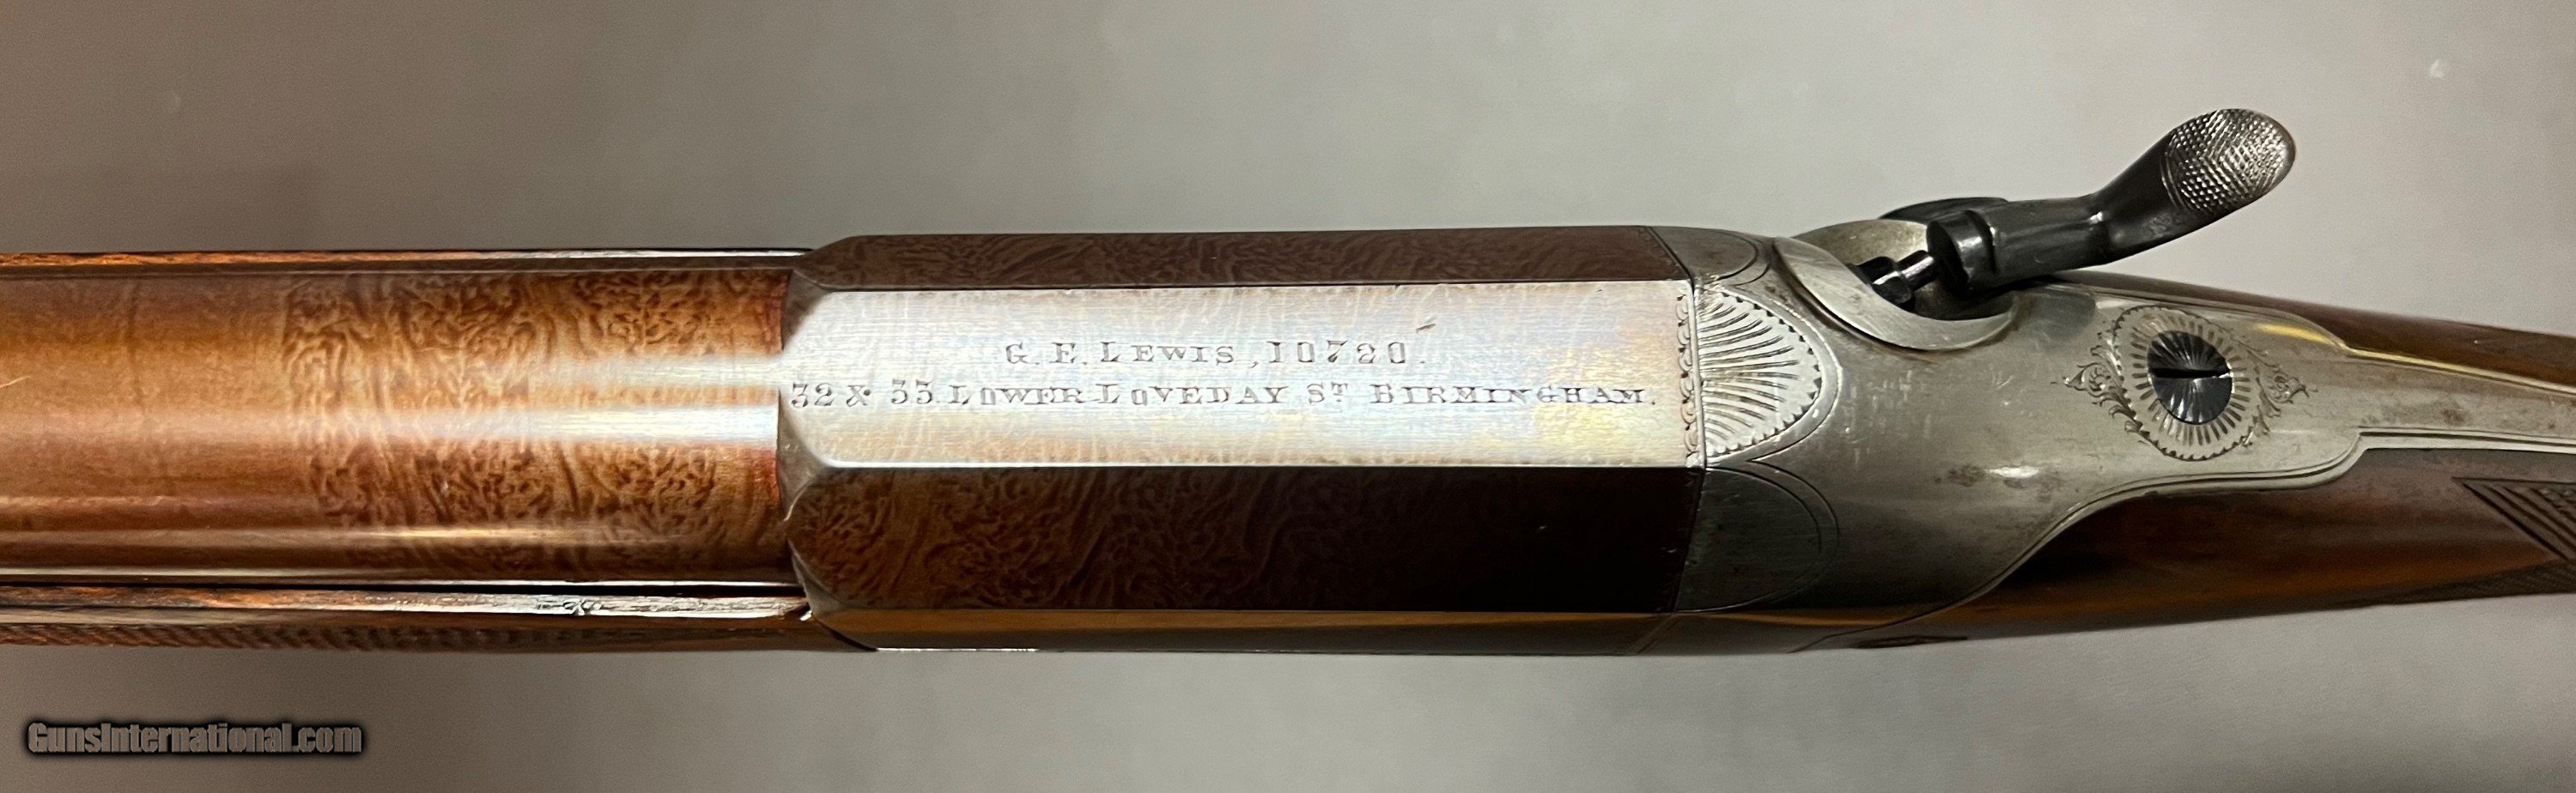 G. E. LEWIS, 10720.
32 & 33. LOWER LOVEDAY ST BIRMINGHAM.
GunsInternational.com